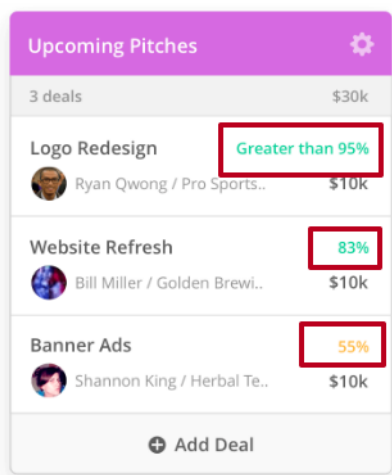 Upcoming Pitches
3 deals $30k
Logo Redesign Greater than 95%
Ryan Qwong / Pro Sports.. $10k
Website Refresh 83%
Bill Miller / Golden Brewi.. $10k
Banner Ads 55%
Shannon King / Herbal Te.. $10k
Add Deal